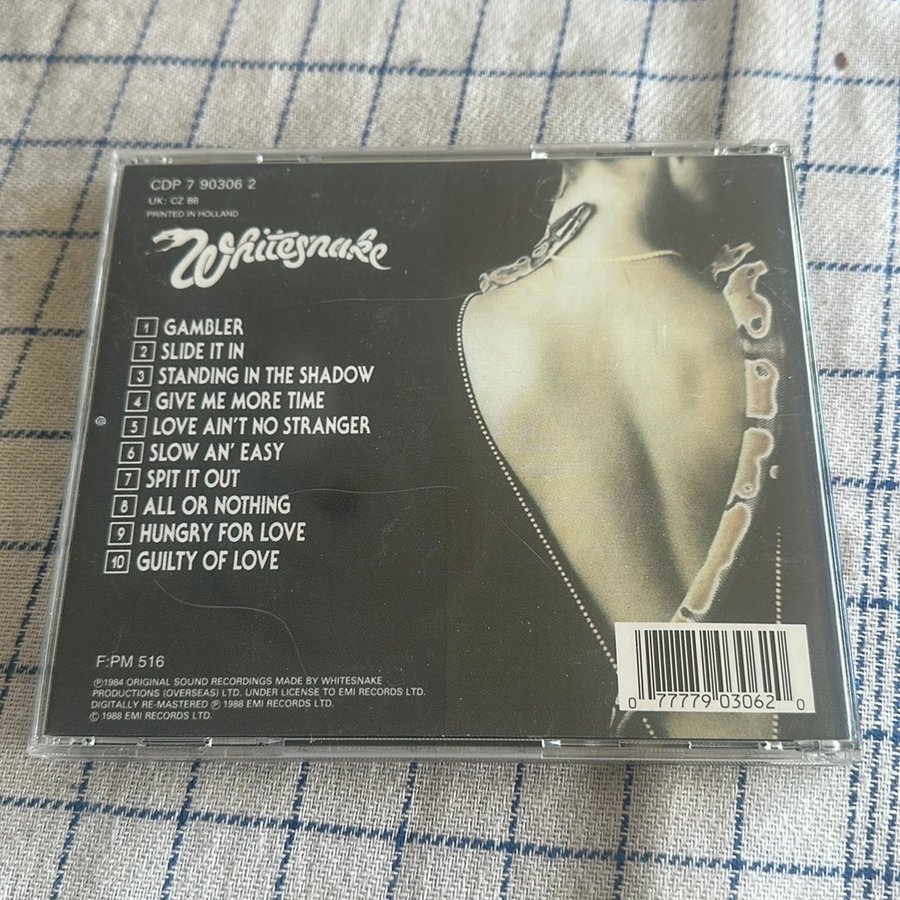 CDP 7 90306 2
UK: CZ 88
PRINTED IN HOLLAND
Whitesnake
1 GAMBLER
2 SLIDE IT IN
3 STANDING IN THE SHADOW
4 GIVE ME MORE TIME
5 LOVE AIN'T NO STRANGER
6 SLOW AN' EASY
7 SPIT IT OUT
8 ALL OR NOTHING
9 HUNGRY FOR LOVE
10 GUILTY OF LOVE
F:PM 516
℗1984 ORIGINAL SOUND RECORDINGS MADE BY WHITESNAKE
PRODUCTIONS (OVERSEAS) LTD. UNDER LICENSE TO EMI RECORDS LTD.
DIGITALLY RE-MASTERED ℗ 1988 EMI RECORDS LTD.
© 1988 EMI RECORDS LTD.
0 77779 03062 0